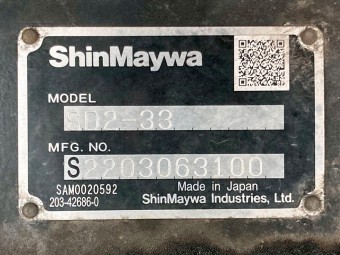 ShinMaywa
MODEL
SD2-33
MFG. NO.
S2203063100
SAM0020592
203-42686-0
Made in Japan
ShinMaywa Industries, Ltd.